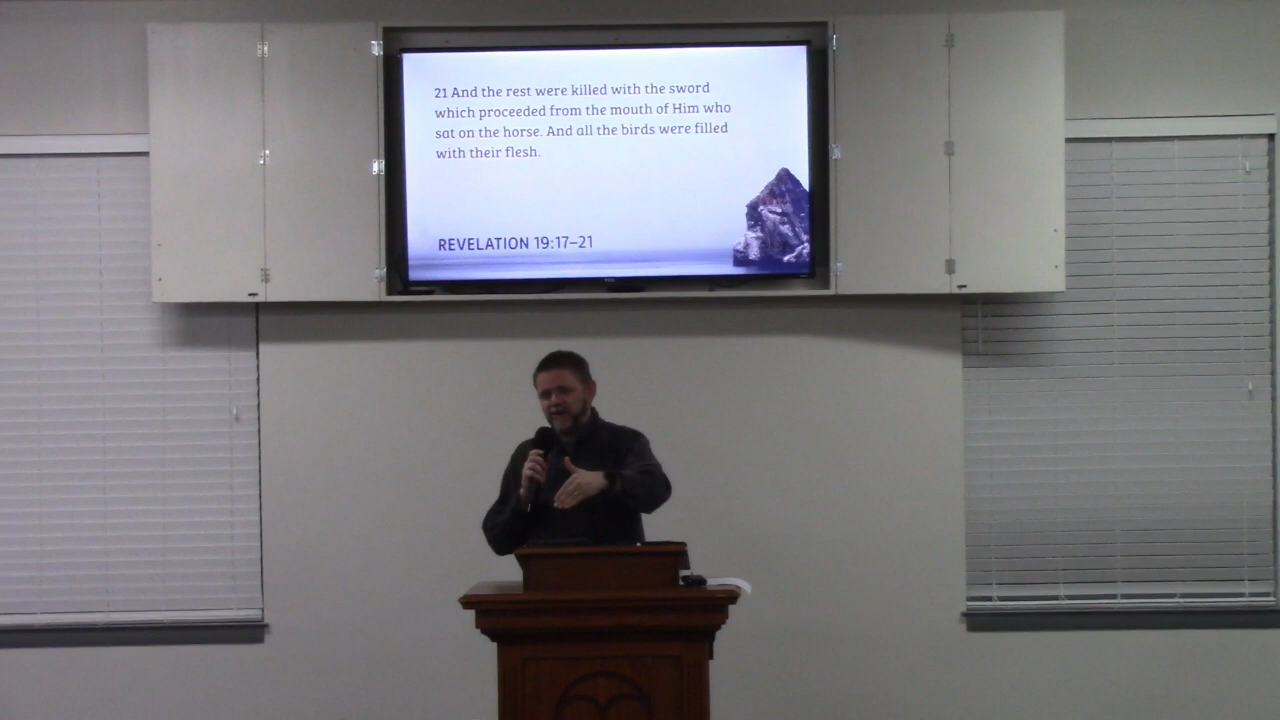 21 And the rest were killed with the sword
which proceeded from the mouth of Him who
sat on the horse. And all the birds were filled
with their flesh.
REVELATION 19:17–21
TCL